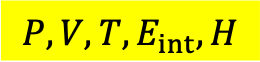 P, V, T, E_int, H